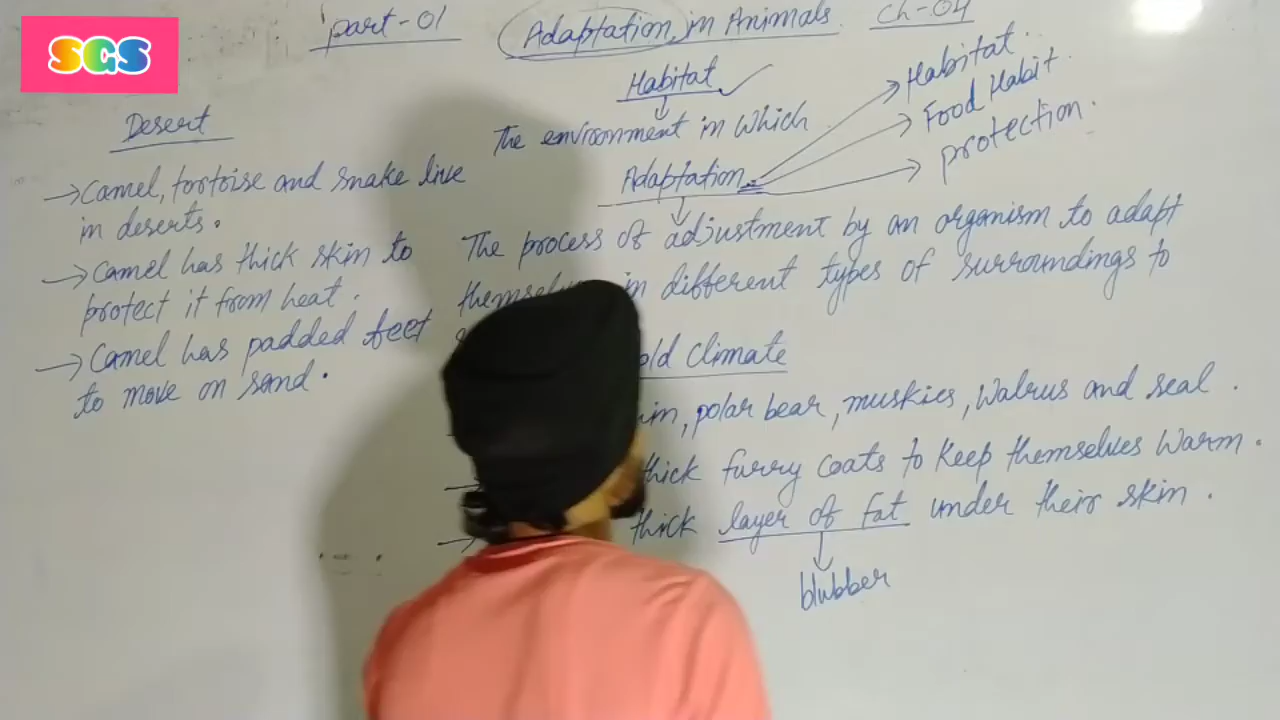 SGS
part-01
Adaptation in Animals
Ch-04
Habitat
The environment in which
Adaptation
Habitat.
Food Habit.
protection.
The process of adjustment by an organism to adapt
in different types of surroundings to
old Climate
polar bear, muskies, Walrus and seal.
thick furry coats to keep themselves warm.
thick layer of fat under their skin.
blubber
Desert
→ Camel, tortoise and snake live
in deserts.
→ Camel has thick skin to
protect it from heat.
→ Camel has padded feet
to move on sand.